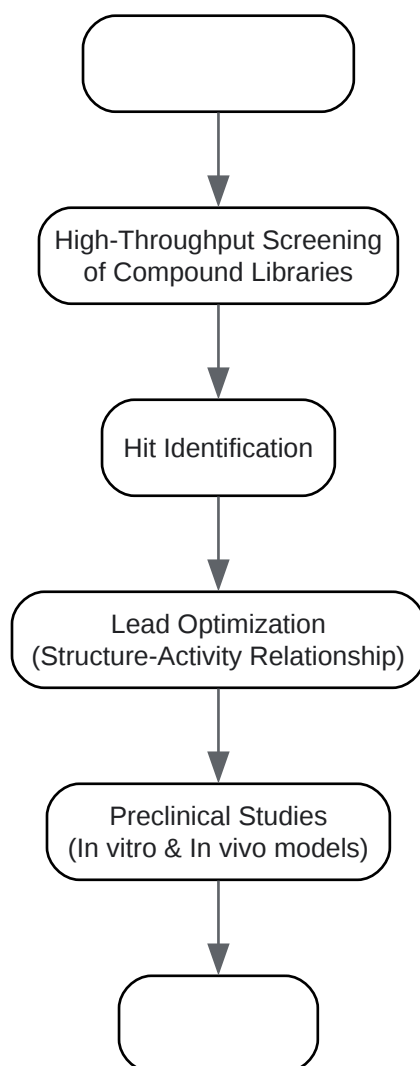 High-Throughput Screening
of Compound Libraries
Hit Identification
Lead Optimization
(Structure-Activity Relationship)
Preclinical Studies
(In vitro & In vivo models)